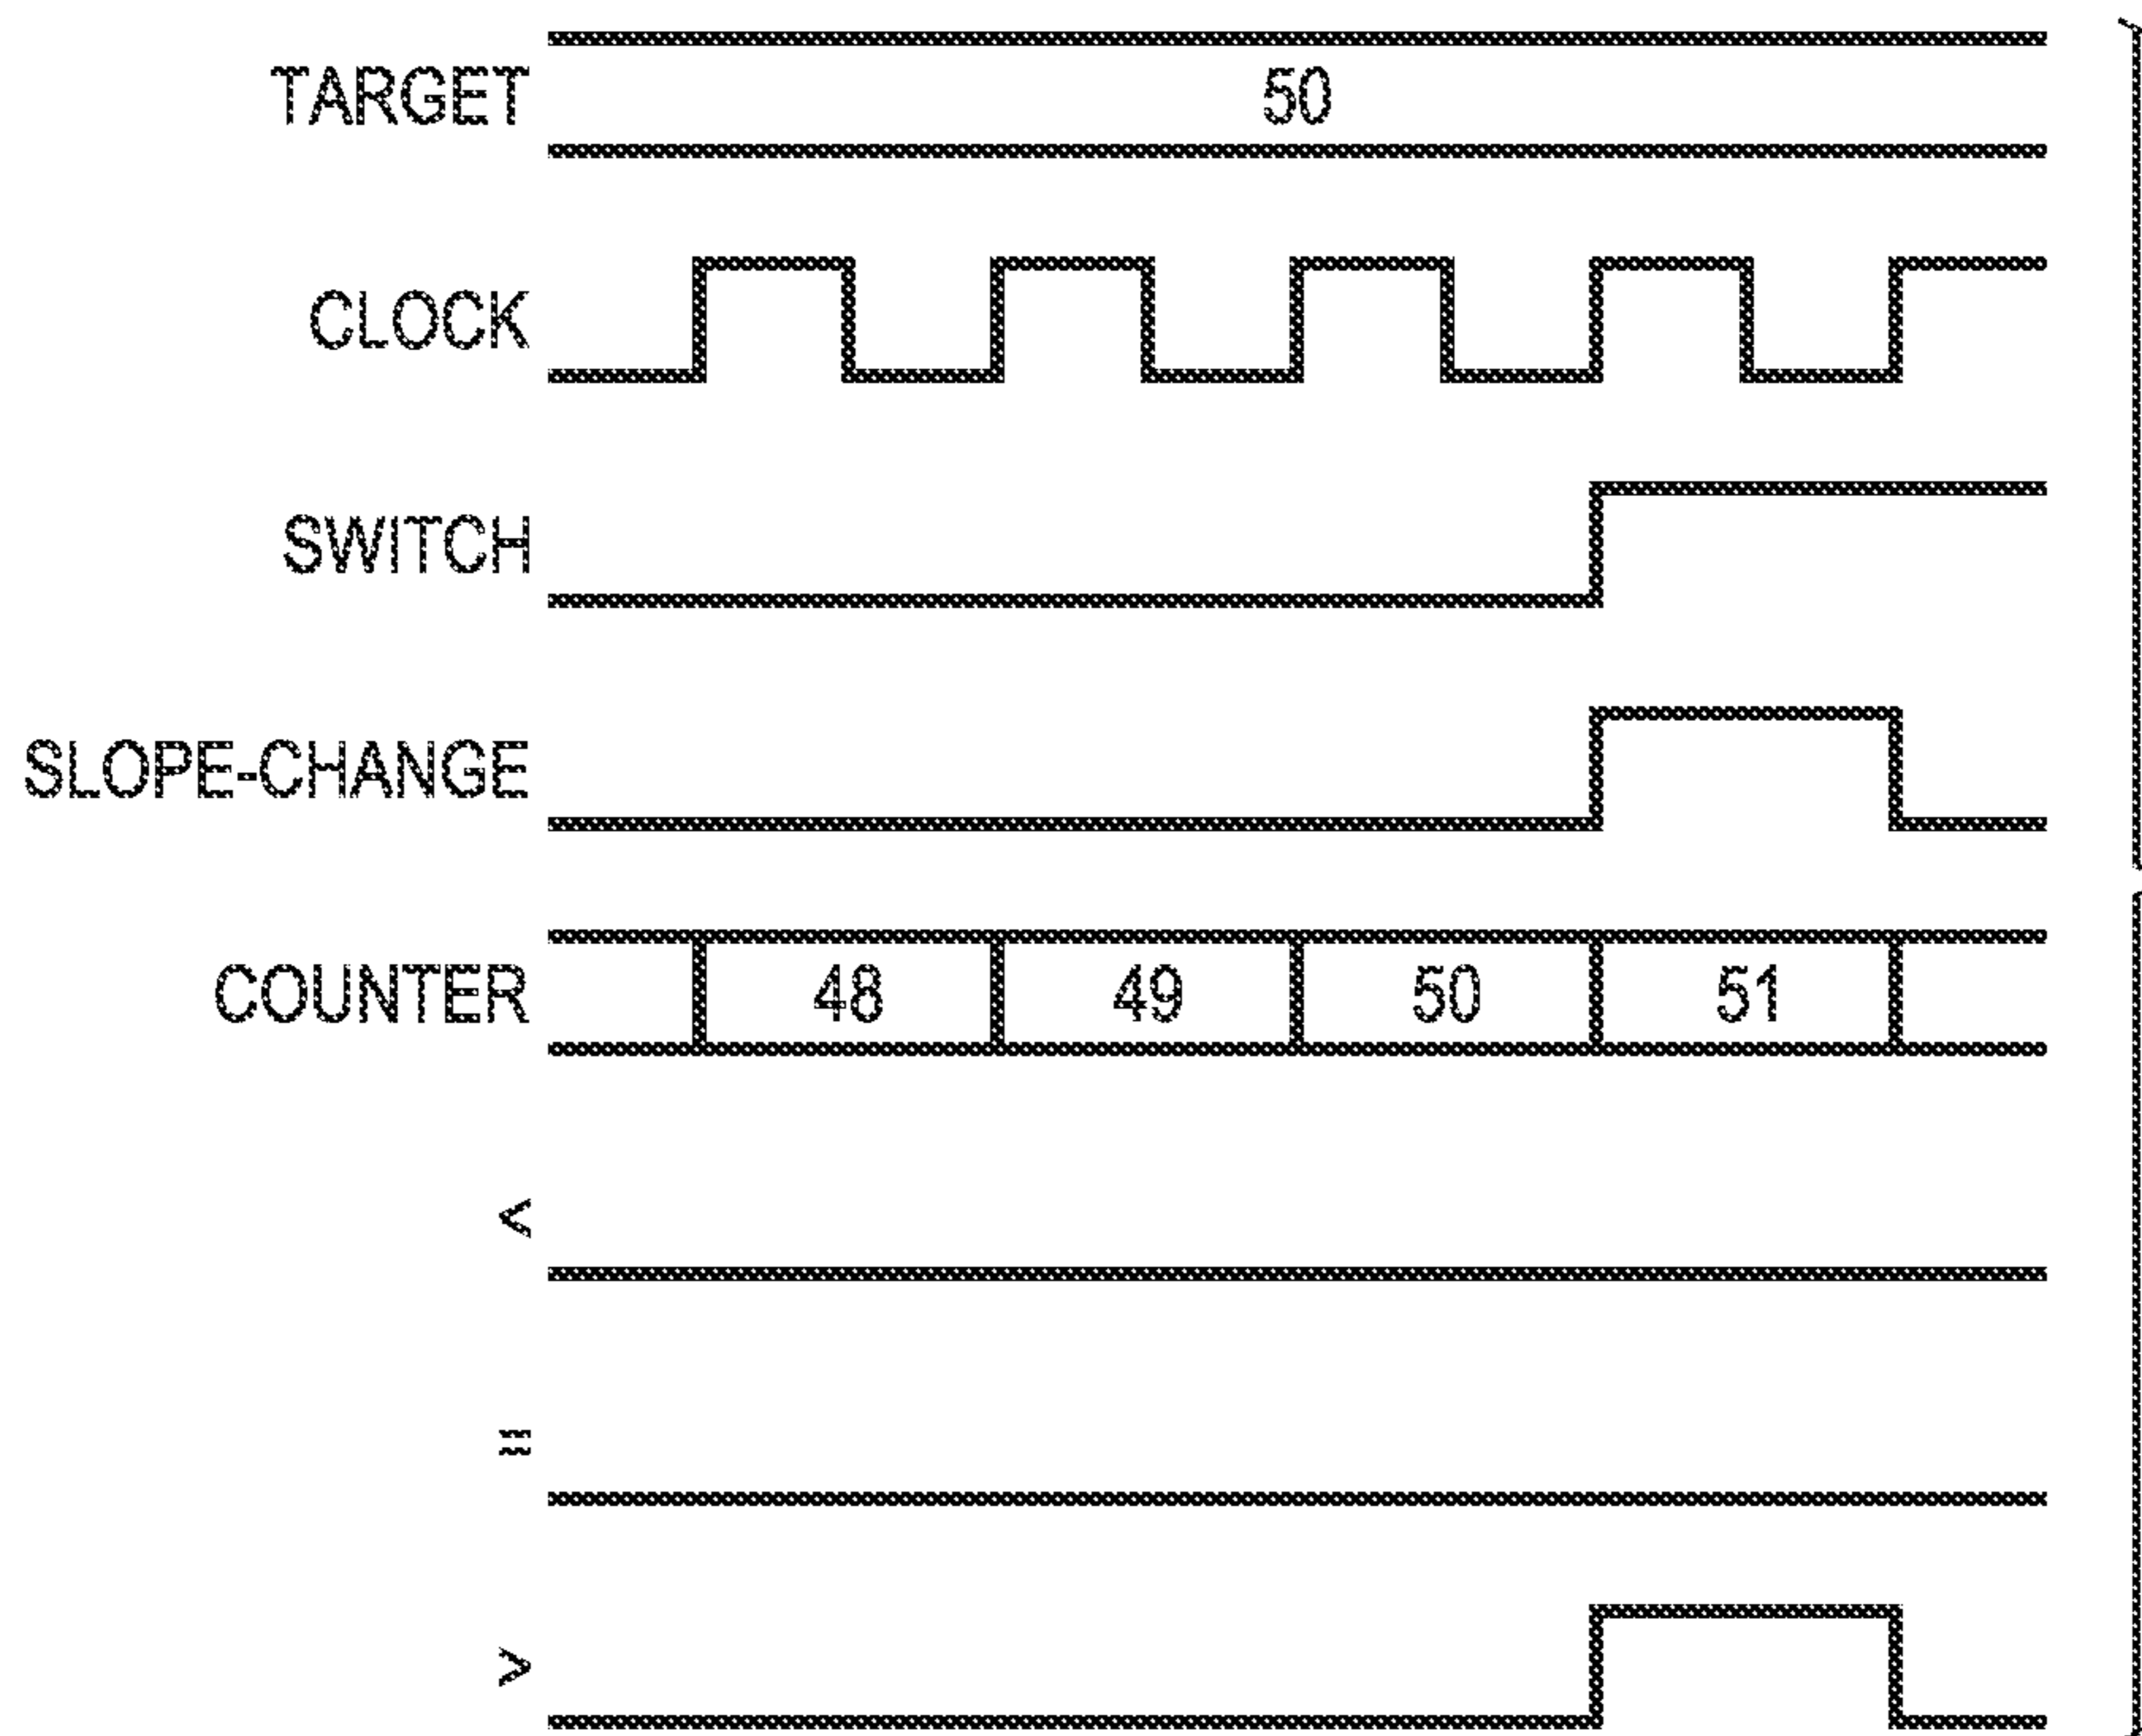 TARGET 50
CLOCK
SWITCH
SLOPE-CHANGE
COUNTER 48 49 50 51
<
=
>